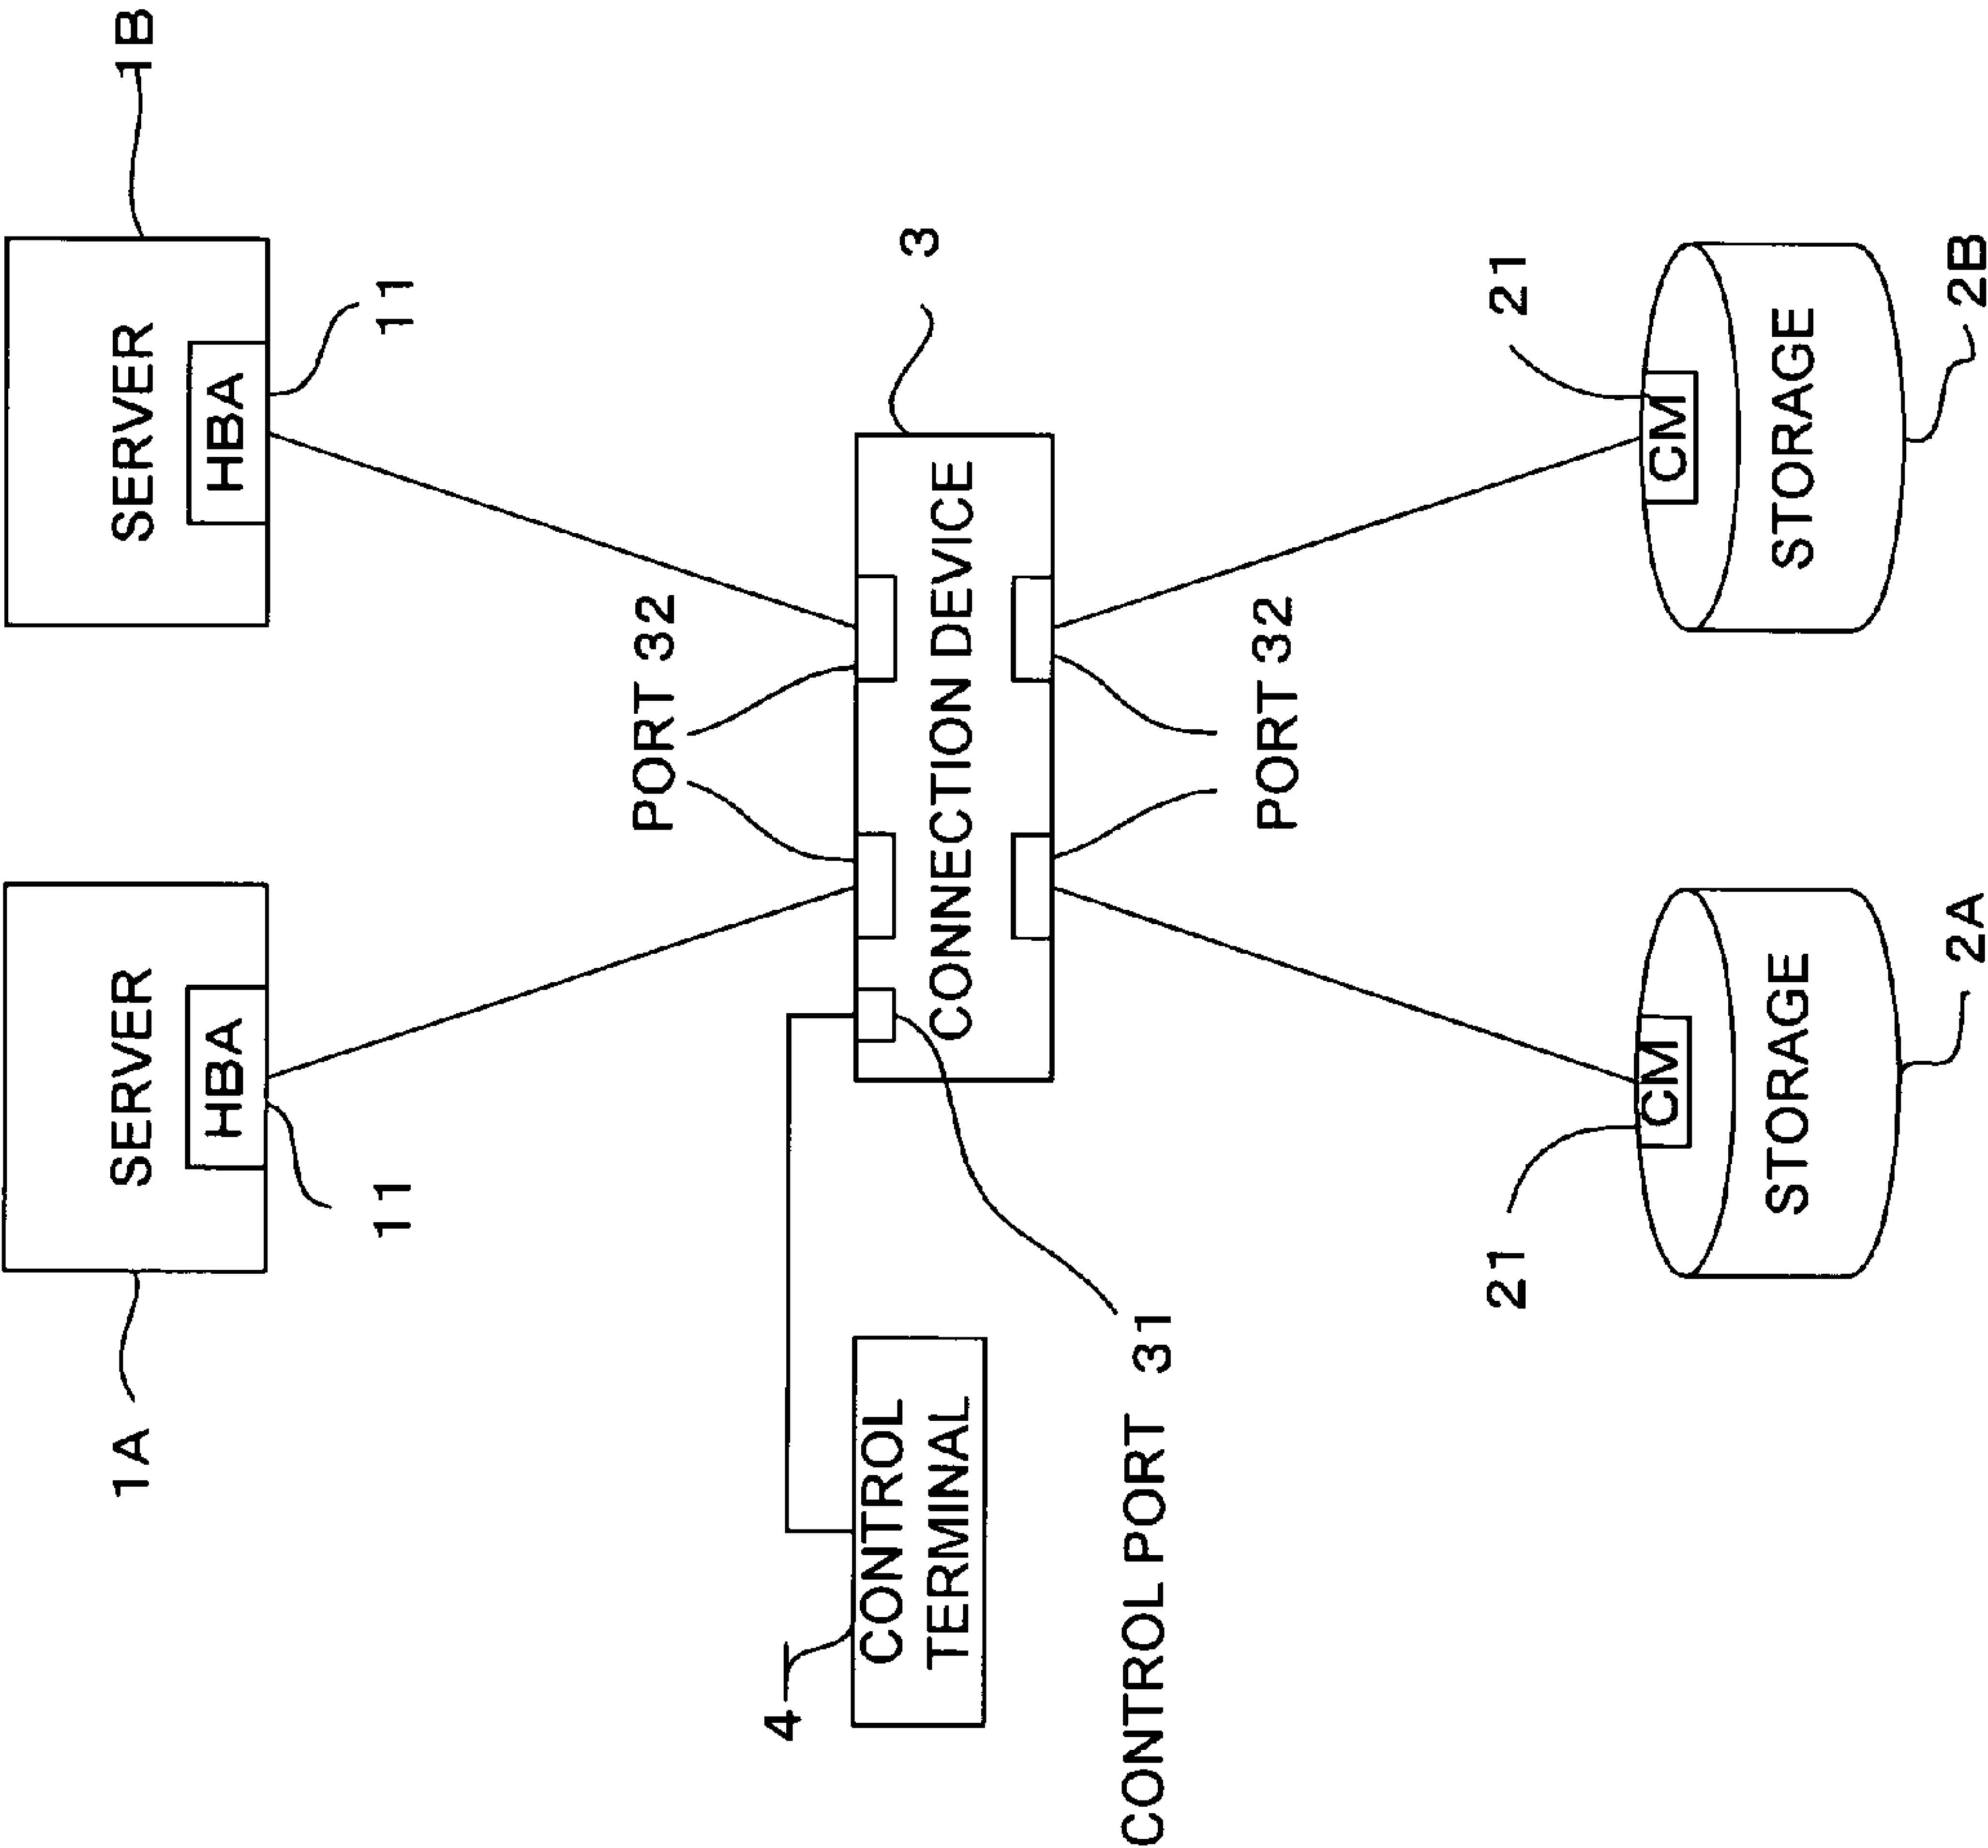 1A
SERVER
HBA
11
SERVER
HBA
11
1B
PORT 32
4
CONTROL
TERMINAL
CONNECTION DEVICE
3
CONTROL PORT 31
PORT 32
21
CM
STORAGE
2A
21
CM
STORAGE
2B